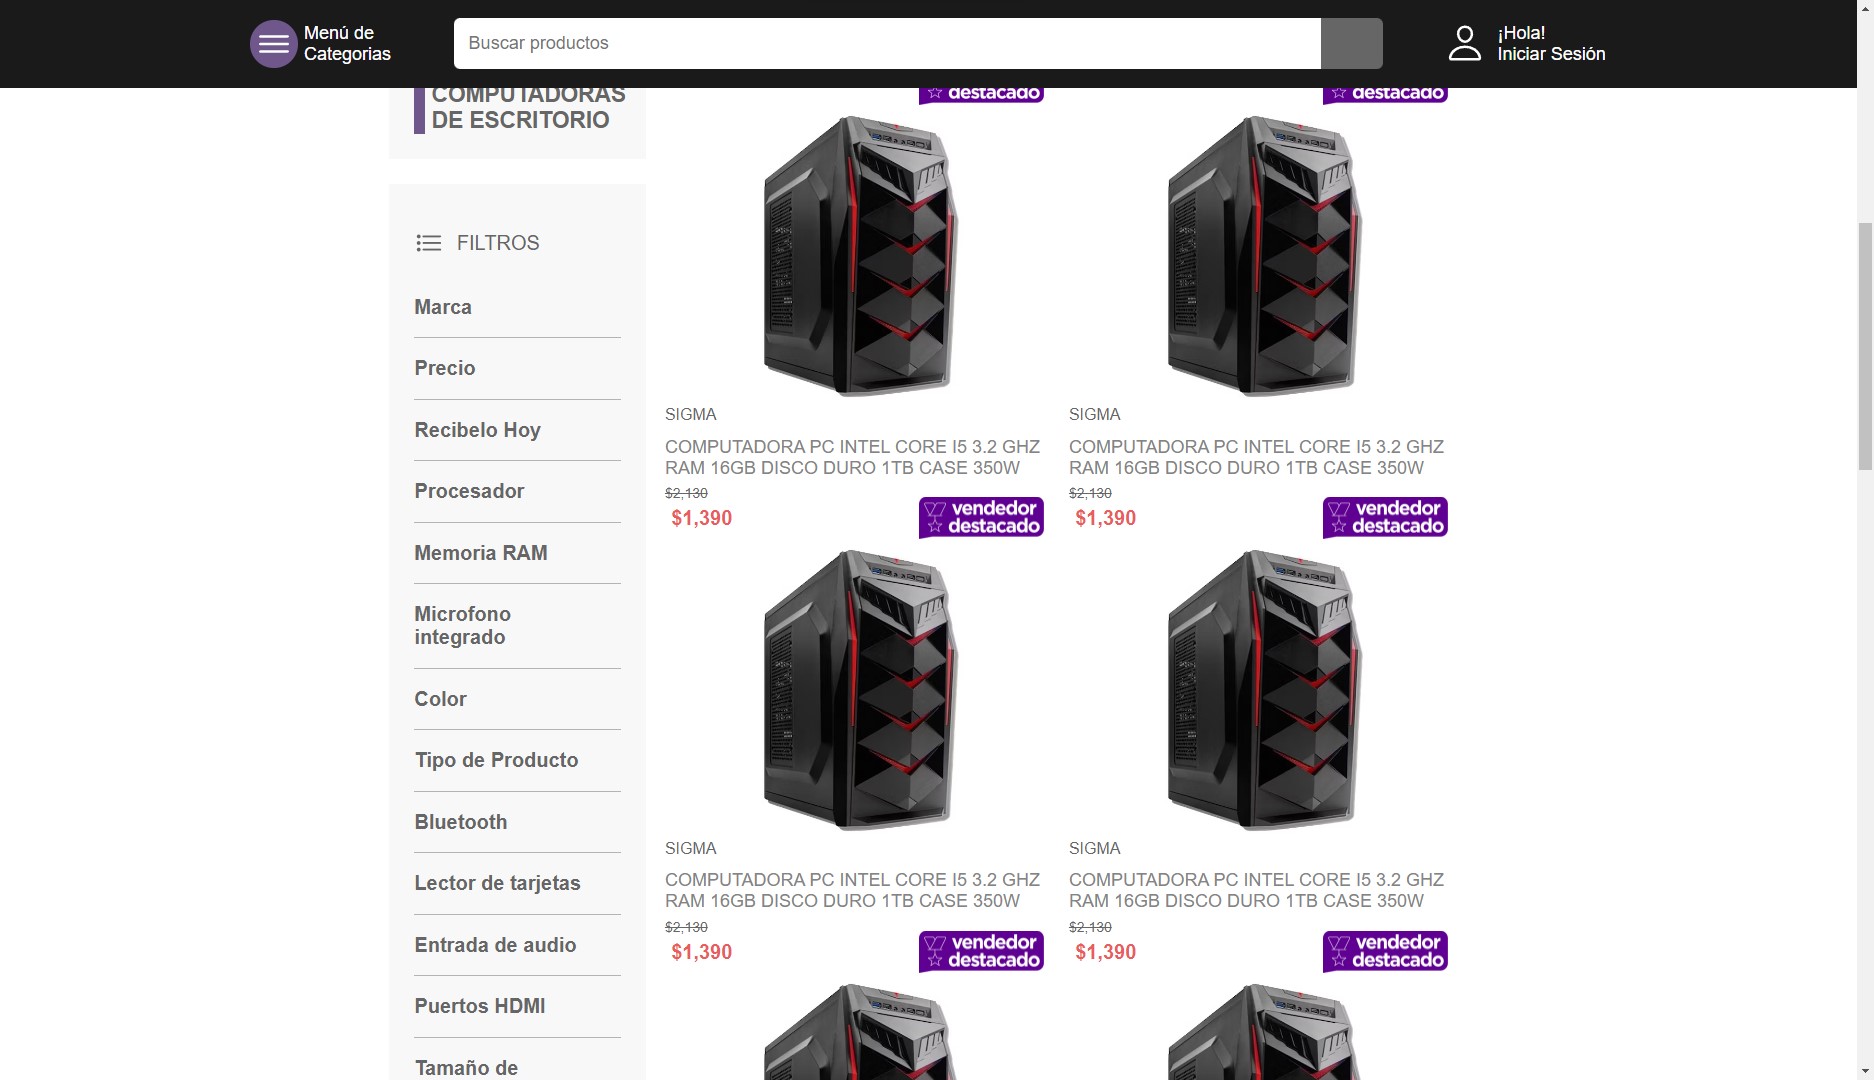 Menú de
Categorias
Buscar productos
¡Hola!
Iniciar Sesión
COMPUTADORAS
DE ESCRITORIO
FILTROS
Marca
Precio
Recibelo Hoy
Procesador
Memoria RAM
Microfono
integrado
Color
Tipo de Producto
Bluetooth
Lector de tarjetas
Entrada de audio
Puertos HDMI
Tamaño de
destacado
destacado
SIGMA
COMPUTADORA PC INTEL CORE I5 3.2 GHZ
RAM 16GB DISCO DURO 1TB CASE 350W
$2,130
$1,390
vendedor
destacado
SIGMA
COMPUTADORA PC INTEL CORE I5 3.2 GHZ
RAM 16GB DISCO DURO 1TB CASE 350W
$2,130
$1,390
vendedor
destacado
SIGMA
COMPUTADORA PC INTEL CORE I5 3.2 GHZ
RAM 16GB DISCO DURO 1TB CASE 350W
$2,130
$1,390
vendedor
destacado
SIGMA
COMPUTADORA PC INTEL CORE I5 3.2 GHZ
RAM 16GB DISCO DURO 1TB CASE 350W
$2,130
$1,390
vendedor
destacado